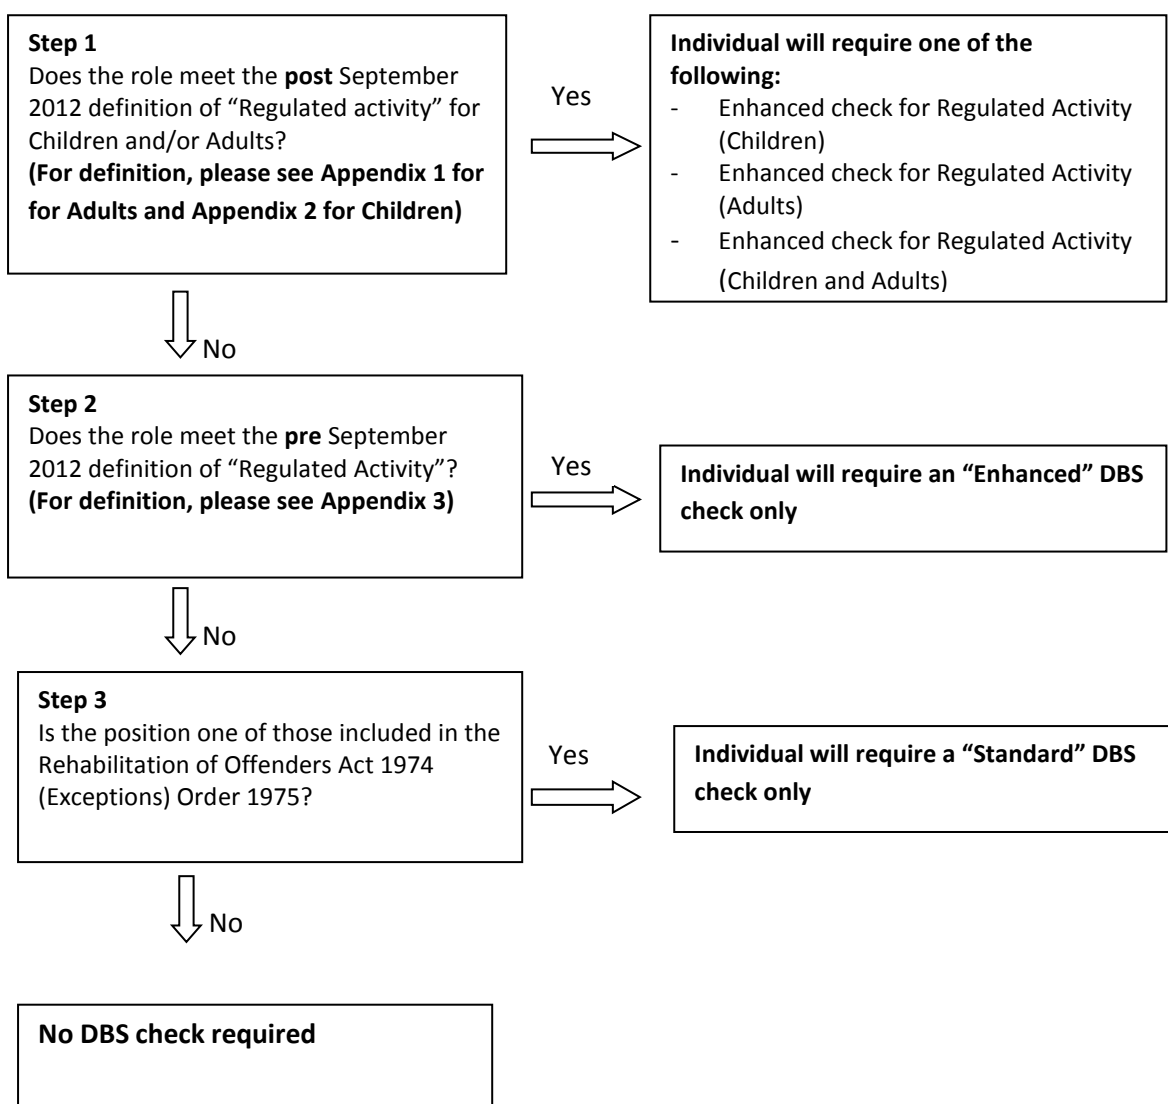 Step 1
Does the role meet the post September
2012 definition of “Regulated activity” for
Children and/or Adults?
(For definition, please see Appendix 1 for
for Adults and Appendix 2 for Children)
Yes
Individual will require one of the
following:
- Enhanced check for Regulated Activity
(Children)
- Enhanced check for Regulated Activity
(Adults)
- Enhanced check for Regulated Activity
(Children and Adults)
No
Step 2
Does the role meet the pre September
2012 definition of “Regulated Activity”?
(For definition, please see Appendix 3)
Yes
Individual will require an “Enhanced” DBS
check only
No
Step 3
Is the position one of those included in the
Rehabilitation of Offenders Act 1974
(Exceptions) Order 1975?
Yes
Individual will require a “Standard” DBS
check only
No
No DBS check required